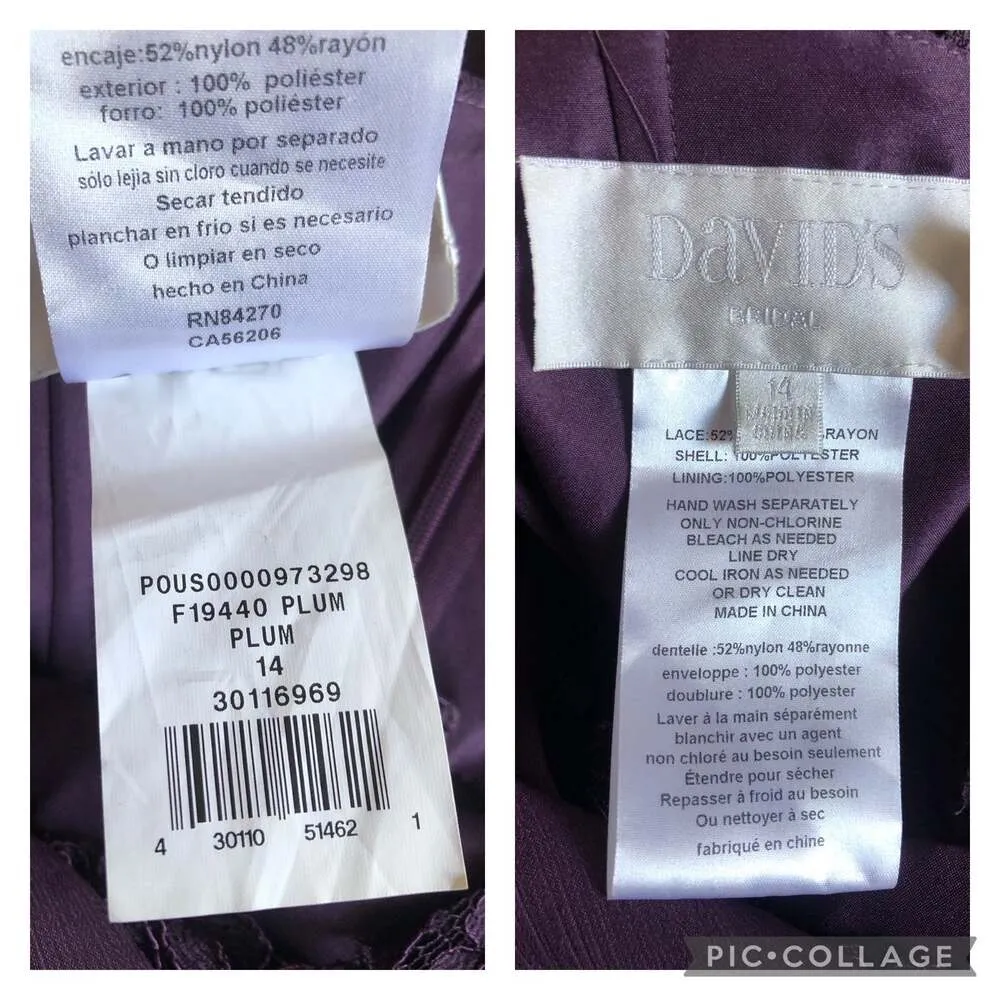 encaje:52%nylon 48%rayón
exterior : 100% poliéster
forro: 100% poliéster
Lavar a mano por separado
sólo lejia sin cloro cuando se necesite
Secar tendido
planchar en frio si es necesario
O limpiar en seco
hecho en China
RN84270
CA56206
POUS0000973298
F19440 PLUM
PLUM
14
30116969
4 30110 51462 1
DAVID'S
BRIDAL
14
MADE IN
CHINA
LACE:52% RAYON
SHELL: 100%POLYESTER
LINING:100%POLYESTER
HAND WASH SEPARATELY
ONLY NON-CHLORINE
BLEACH AS NEEDED
LINE DRY
COOL IRON AS NEEDED
OR DRY CLEAN
MADE IN CHINA
dentelle :52%nylon 48%rayonne
enveloppe : 100% polyester
doublure : 100% polyester
Laver à la main séparément
blanchir avec un agent
non chloré au besoin seulement
Étendre pour sécher
Repasser à froid au besoin
Ou nettoyer à sec
fabriqué en chine
PIC•COLLAGE